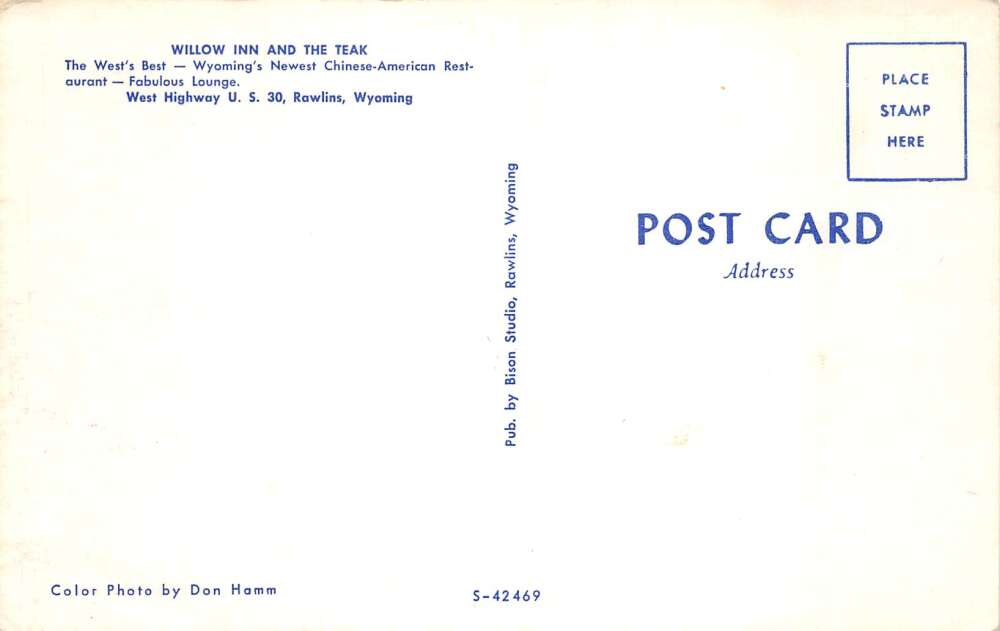 WILLOW INN AND THE TEAK
The West's Best — Wyoming's Newest Chinese-American Rest-
aurant — Fabulous Lounge.
West Highway U. S. 30, Rawlins, Wyoming
Pub. by Bison Studio, Rawlins, Wyoming
PLACE
STAMP
HERE
POST CARD
Address
Color Photo by Don Hamm
S-42469